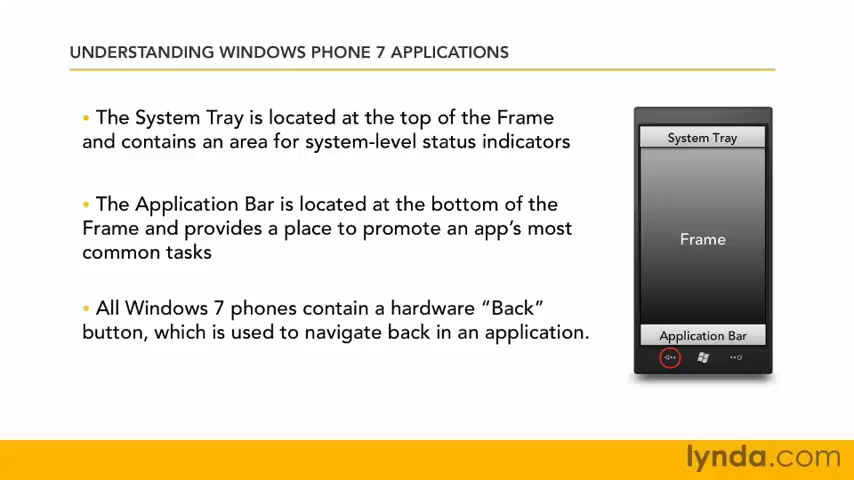 UNDERSTANDING WINDOWS PHONE 7 APPLICATIONS
• The System Tray is located at the top of the Frame
and contains an area for system-level status indicators
• The Application Bar is located at the bottom of the
Frame and provides a place to promote an app's most
common tasks
• All Windows 7 phones contain a hardware “Back”
button, which is used to navigate back in an application.
System Tray
Frame
Application Bar
lynda.com